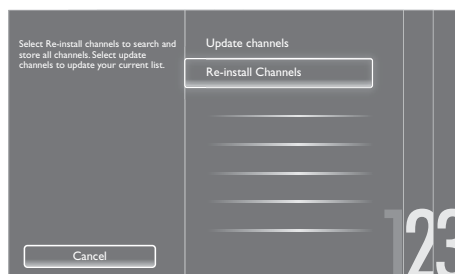 Select Re-install channels to search and
store all channels. Select update
channels to update your current list.
Update channels
Re-install Channels
Cancel
123